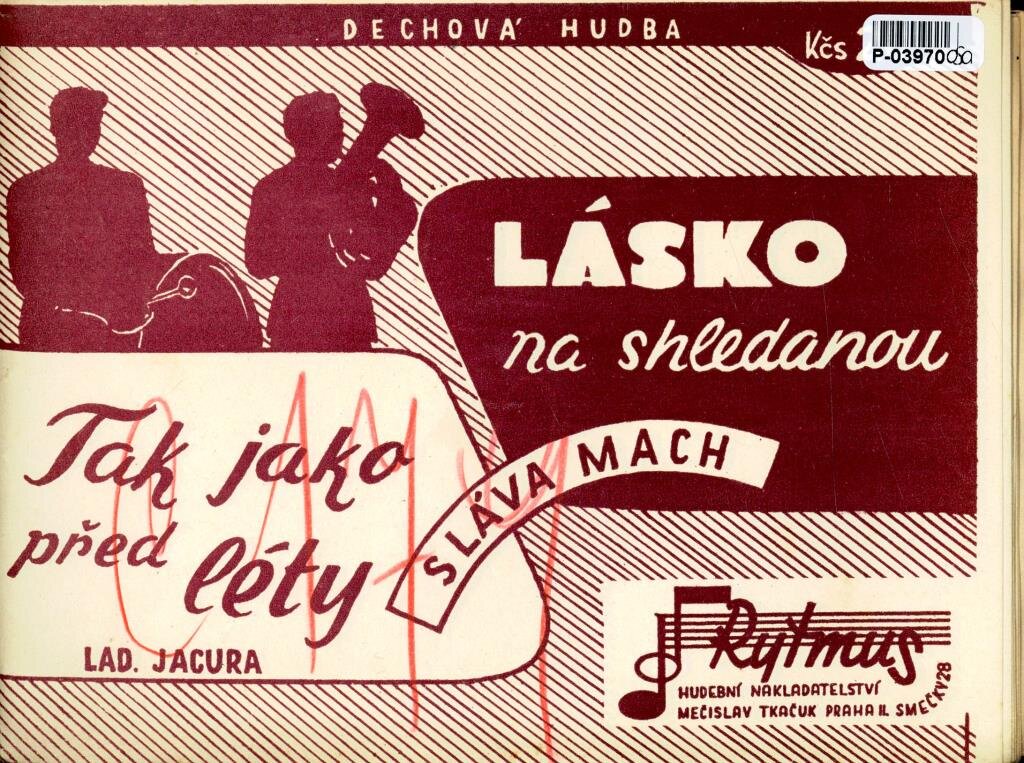 DECHOVÁ HUDBA
Kčs
P-03970
LÁSKO
na shledanou
SLÁVA MACH
Tak jako
před léty
LAD. JACURA
Rytmus
HUDEBNÍ NAKLADATELSTVÍ
MEČISLAV TKAČUK PRAHA II. SMEČKY 28